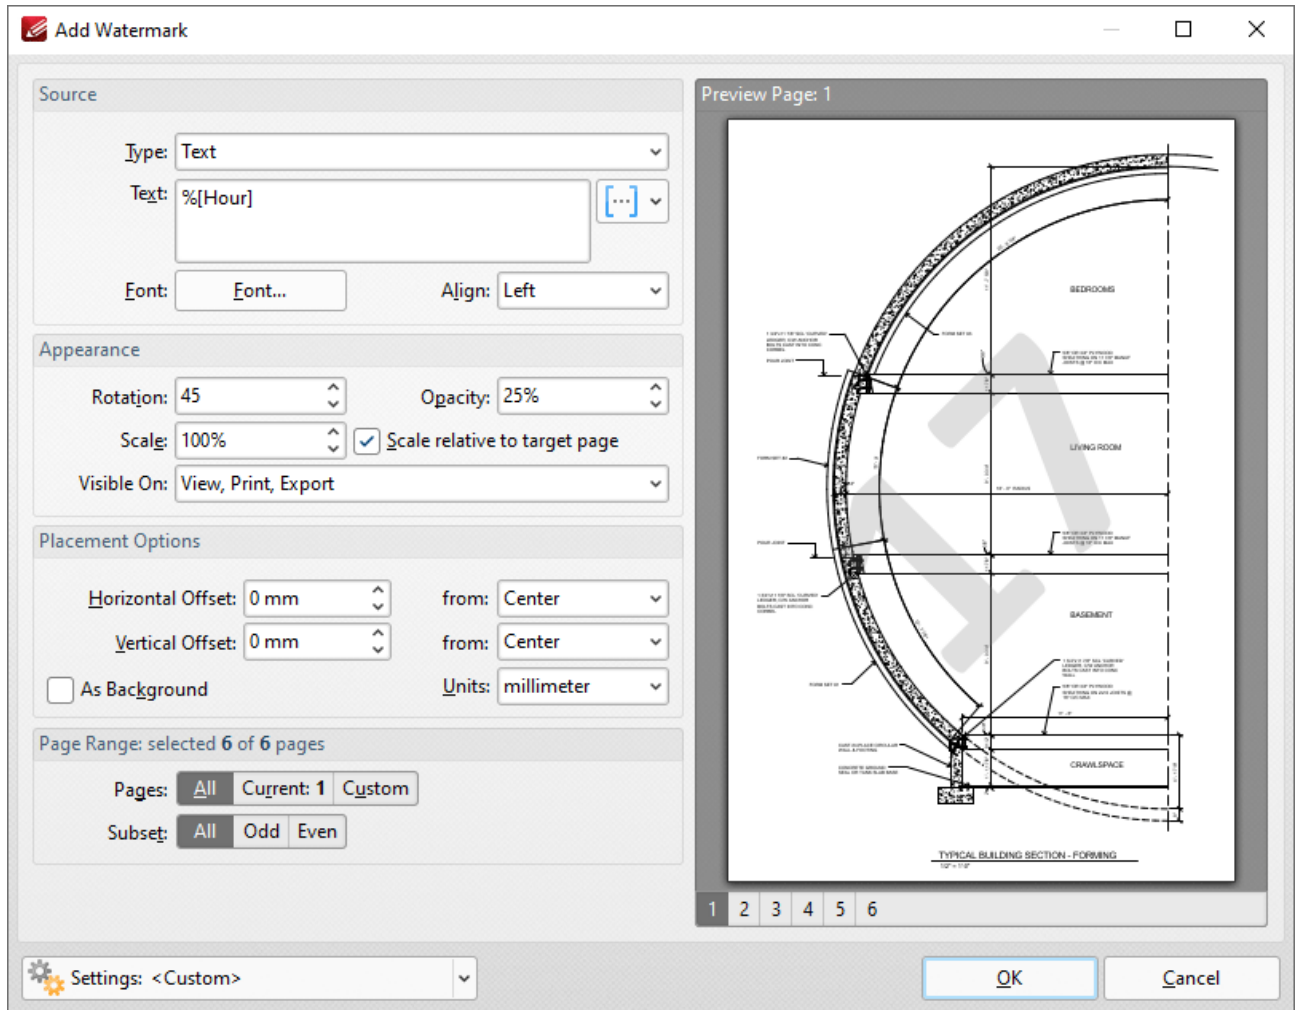 Add Watermark
Source
Type: Text
Text: %[Hour]
Font: Font... Align: Left
Appearance
Rotation: 45 Opacity: 25%
Scale: 100% Scale relative to target page
Visible On: View, Print, Export
Placement Options
Horizontal Offset: 0 mm from: Center
Vertical Offset: 0 mm from: Center
As Background Units: millimeter
Page Range: selected 6 of 6 pages
Pages: All Current: 1 Custom
Subset: All Odd Even
Preview Page: 1
BEDROOMS
LIVING ROOM
17
BASEMENT
CRAWLSPACE
TYPICAL BUILDING SECTION - FORMING
1/2" = 1'0"
1 2 3 4 5 6
Settings: <Custom>
OK Cancel